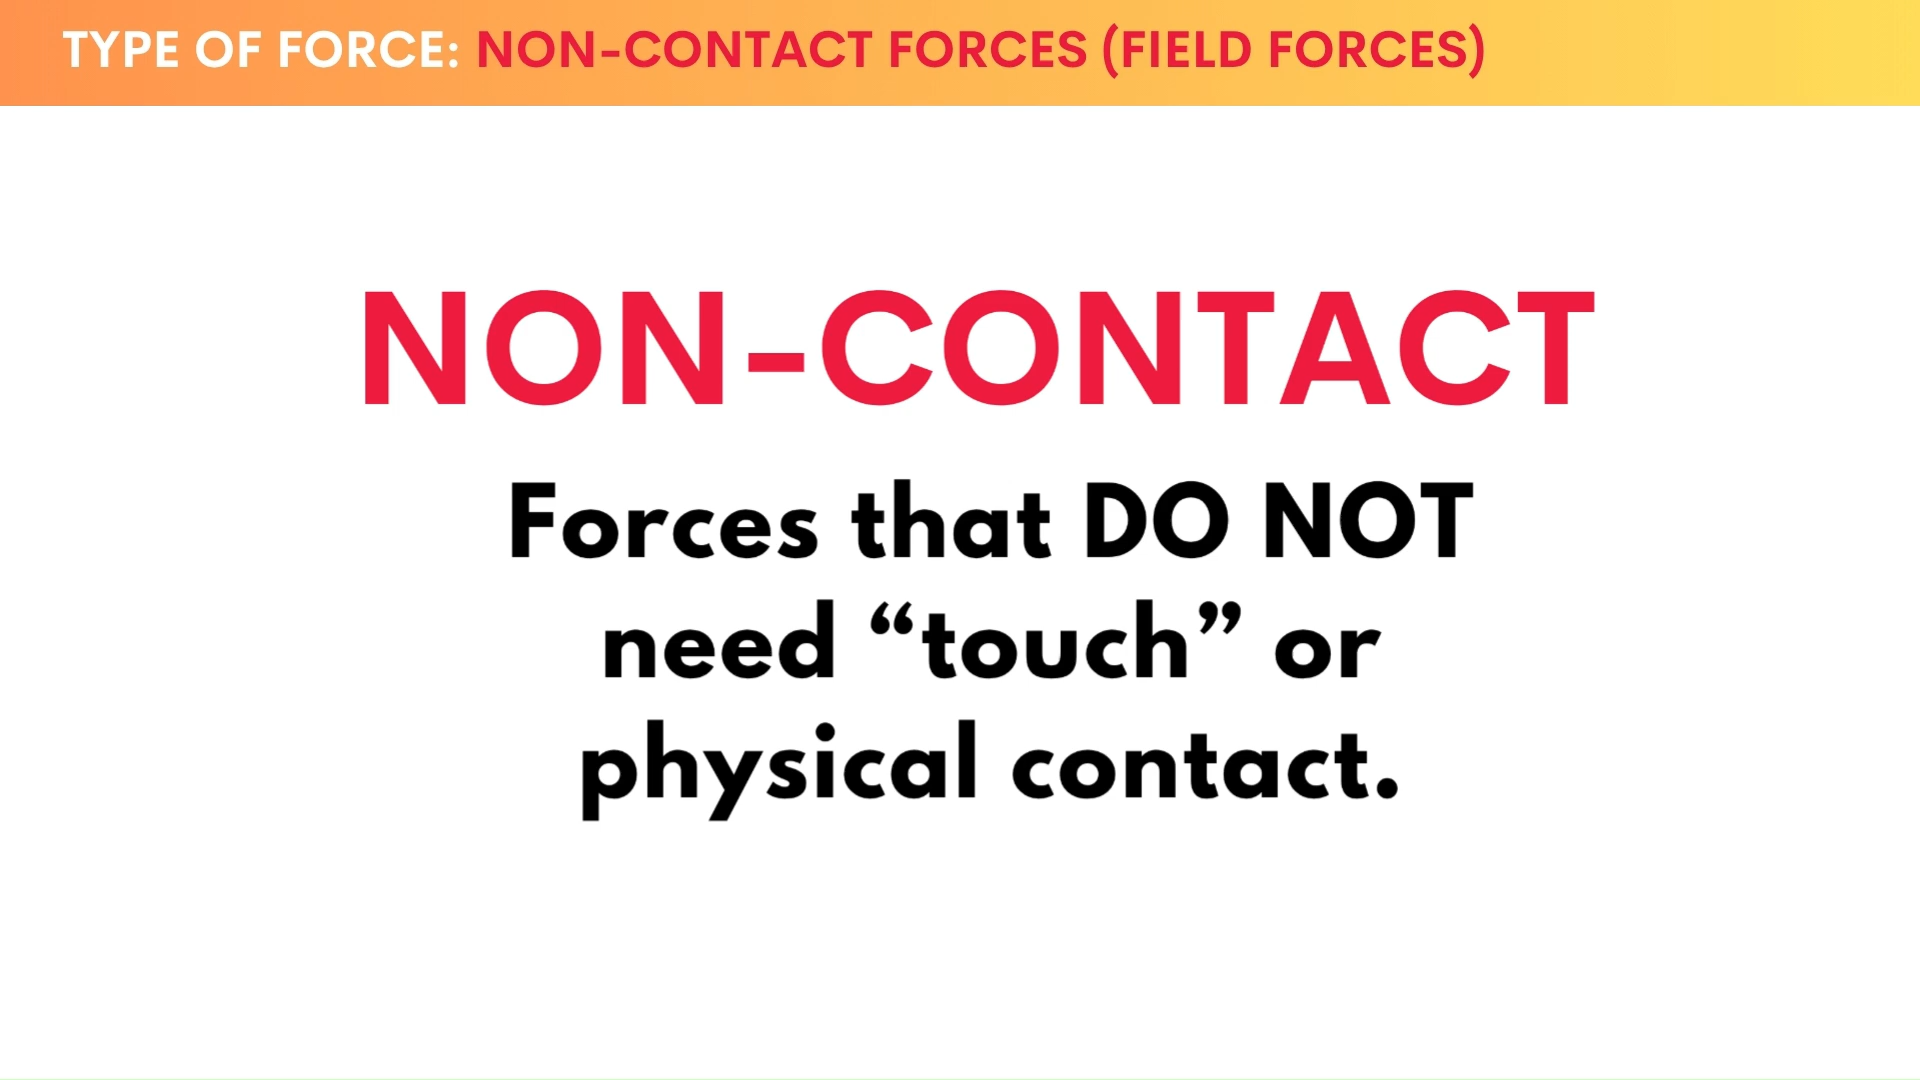 TYPE OF FORCE: NON-CONTACT FORCES (FIELD FORCES)
NON-CONTACT
Forces that DO NOT
need “touch” or
physical contact.